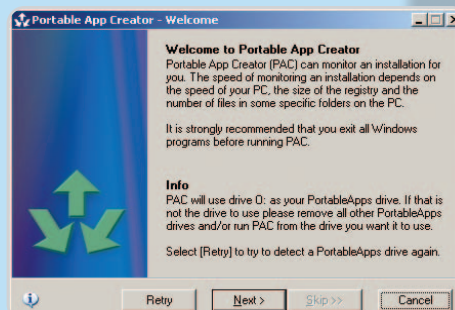 Portable App Creator - Welcome
Welcome to Portable App Creator
Portable App Creator (PAC) can monitor an installation for
you. The speed of monitoring an installation depends on
the speed of your PC, the size of the registry and the
number of files in some specific folders on the PC.
It is strongly recommended that you exit all Windows
programs before running PAC.
Info
PAC will use drive O: as your PortableApps drive. If that is
not the drive to use please remove all other PortableApps
drives and/or run PAC from the drive you want it to use.
Select [Retry] to try to detect a PortableApps drive again.
Retry
Next >
Skip >>
Cancel